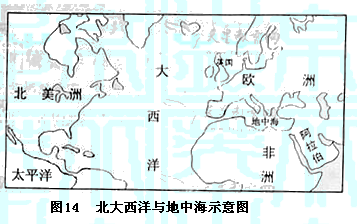 大
英国
欧 洲
北 美 洲
西
地中海
阿拉伯
太平洋
洋
非洲
图14 北大西洋与地中海示意图